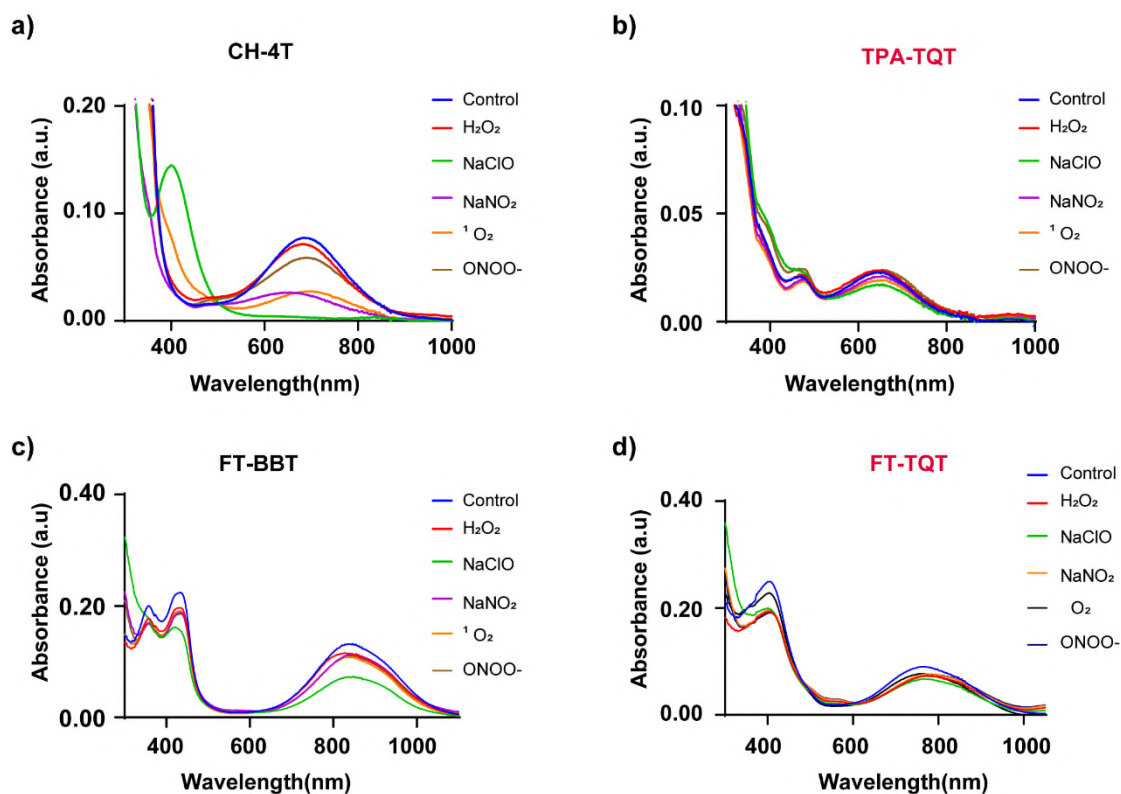 a)
CH-4T
Absorbance (a.u.)
0.20
0.10
0.00
400
600
800
1000
Wavelength(nm)
Control
H₂O₂
NaClO
NaNO₂
¹ O₂
ONOO-
b)
TPA-TQT
Absorbance (a.u.)
0.10
0.05
0.00
400
600
800
1000
Wavelength(nm)
Control
H₂O₂
NaClO
NaNO₂
¹ O₂
ONOO-
c)
FT-BBT
Absorbance (a.u)
0.40
0.20
0.00
400
600
800
1000
Wavelength(nm)
Control
H₂O₂
NaClO
NaNO₂
¹ O₂
ONOO-
d)
FT-TQT
Absorbance (a.u)
0.40
0.20
0.00
400
600
800
1000
Wavelength(nm)
Control
H₂O₂
NaClO
NaNO₂
O₂
ONOO-